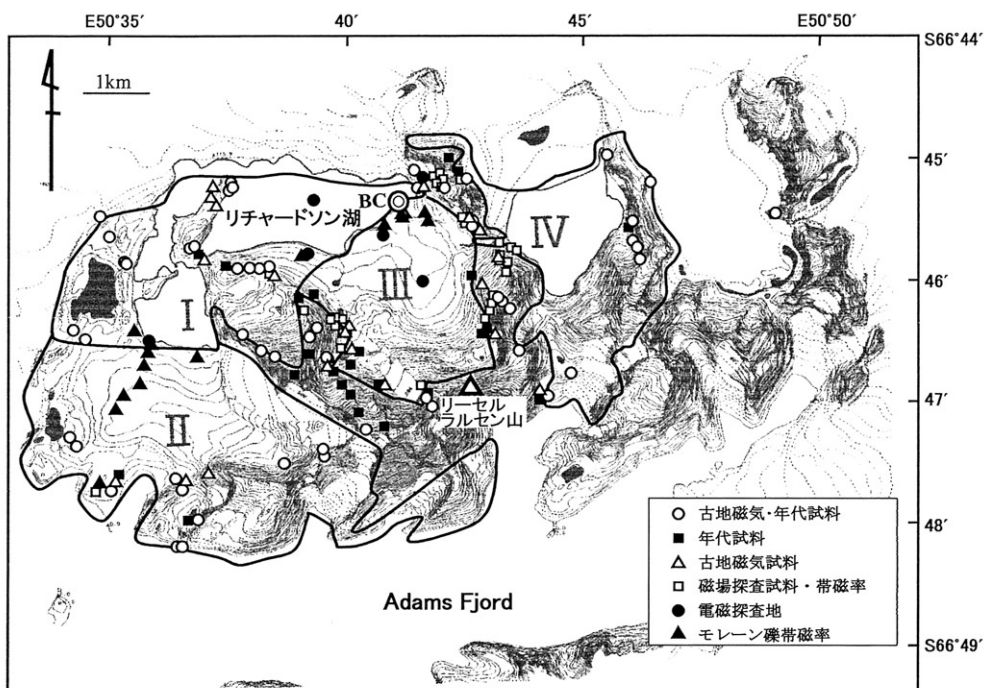 E50°35′
40′
45′
E50°50′
S66°44′
1km
45′
BC
リチャードソン湖
IV
III
46′
I
リーセル
ラルセン山
47′
II
古地磁気・年代試料
年代試料
古地磁気試料
磁場探査試料・帯磁率
電磁探査地
モレーン礫帯磁率
48′
Adams Fjord
S66°49′